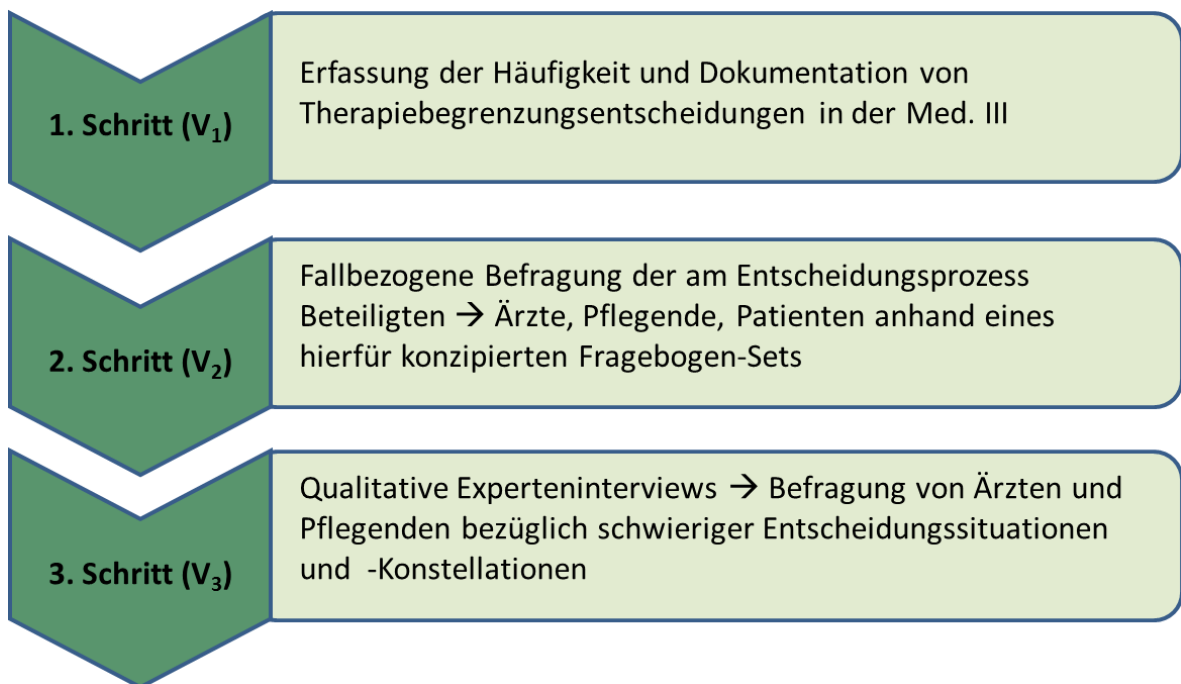 1. Schritt (V₁)
Erfassung der Häufigkeit und Dokumentation von
Therapiebegrenzungsentscheidungen in der Med. III
2. Schritt (V₂)
Fallbezogene Befragung der am Entscheidungsprozess
Beteiligten → Ärzte, Pflegende, Patienten anhand eines
hierfür konzipierten Fragebogen-Sets
3. Schritt (V₃)
Qualitative Experteninterviews → Befragung von Ärzten und
Pflegenden bezüglich schwieriger Entscheidungssituationen
und -Konstellationen